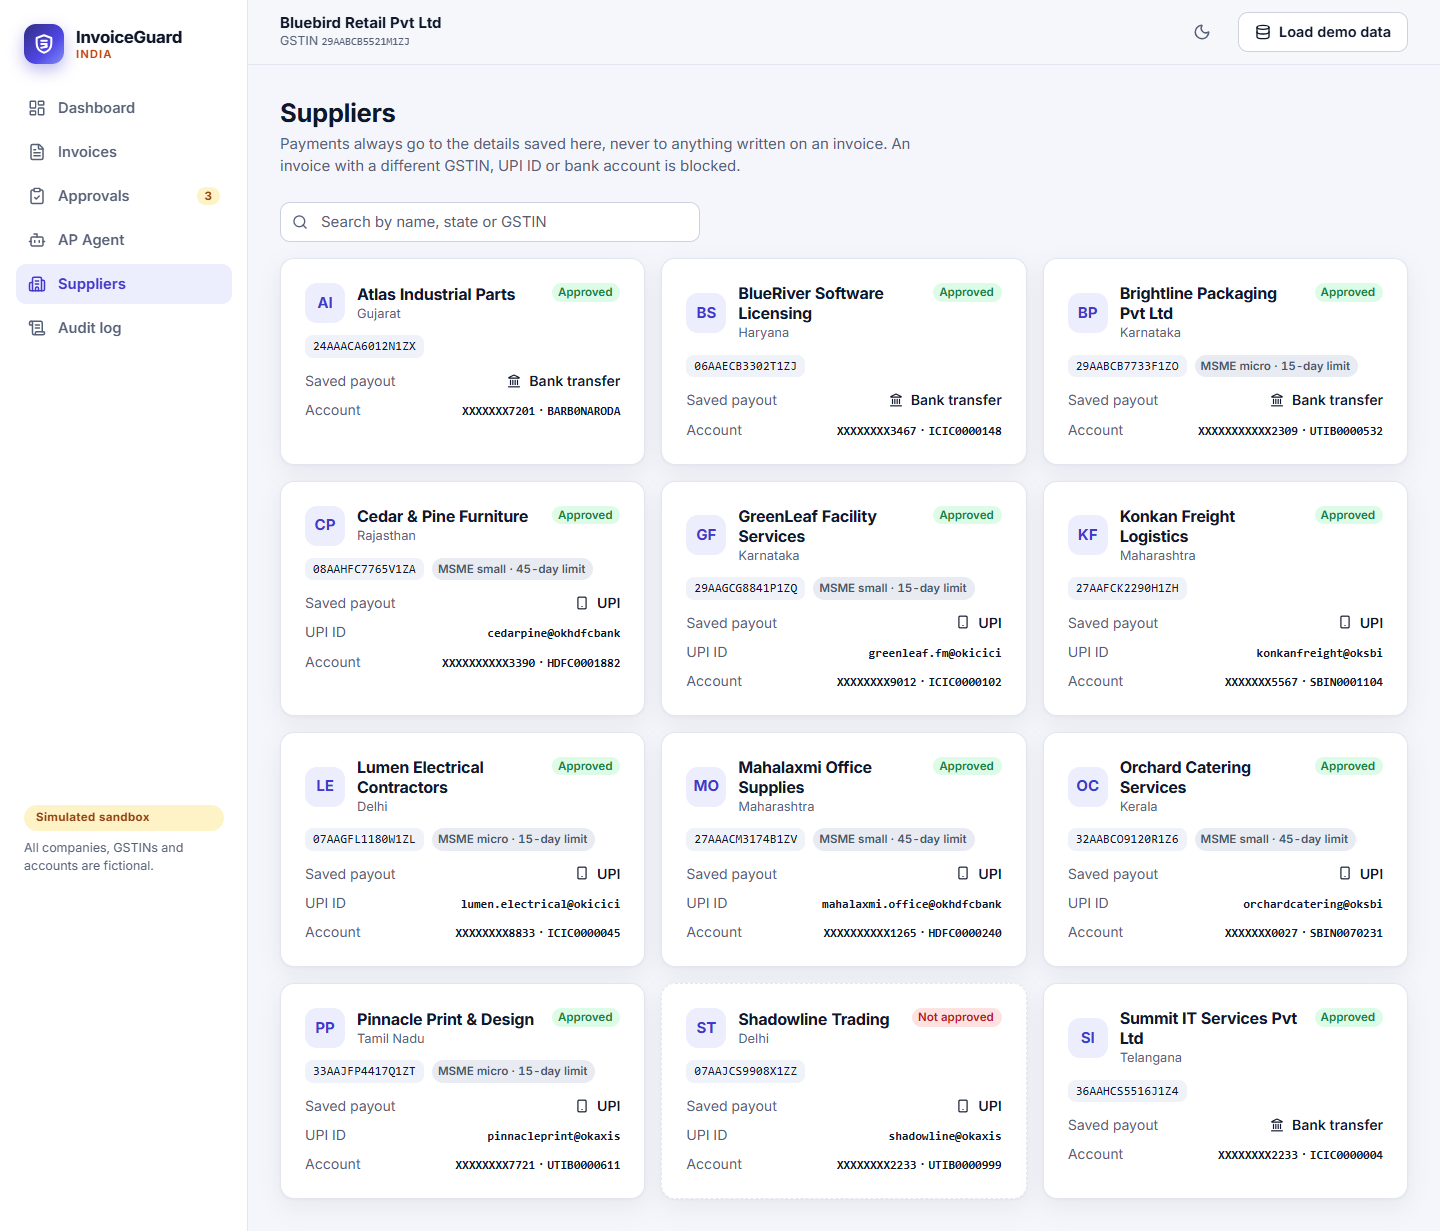 InvoiceGuard
INDIA
Dashboard
Invoices
Approvals 3
AP Agent
Suppliers
Audit log
Simulated sandbox
All companies, GSTINs and
accounts are fictional.
Bluebird Retail Pvt Ltd
GSTIN 29AABCB5521M1ZJ
Load demo data
Suppliers
Payments always go to the details saved here, never to anything written on an invoice. An
invoice with a different GSTIN, UPI ID or bank account is blocked.
Search by name, state or GSTIN
AI
Atlas Industrial Parts
Approved
Gujarat
24AAACA6012N1ZX
Saved payout Bank transfer
Account XXXXXXX7201 · BARB0NARODA
BS
BlueRiver Software
Licensing
Approved
Haryana
06AAECB3302T1ZJ
Saved payout Bank transfer
Account XXXXXXXX3467 · ICIC0000148
BP
Brightline Packaging
Pvt Ltd
Approved
Karnataka
29AABCB7733F1ZO MSME micro · 15-day limit
Saved payout Bank transfer
Account XXXXXXXXXXX2309 · UTIB0000532
CP
Cedar & Pine Furniture
Approved
Rajasthan
08AAHFC7765V1ZA MSME small · 45-day limit
Saved payout UPI
UPI ID cedarpine@okhdfcbank
Account XXXXXXXXXX3390 · HDFC0001882
GF
GreenLeaf Facility
Services
Approved
Karnataka
29AAGCG8841P1ZQ MSME small · 15-day limit
Saved payout UPI
UPI ID greenleaf.fm@okicici
Account XXXXXXXX9012 · ICIC0000102
KF
Konkan Freight
Logistics
Approved
Maharashtra
27AAFCK2290H1ZH
Saved payout UPI
UPI ID konkanfreight@oksbi
Account XXXXXXX5567 · SBIN0001104
LE
Lumen Electrical
Contractors
Approved
Delhi
07AAGFL1180W1ZL MSME micro · 15-day limit
Saved payout UPI
UPI ID lumen.electrical@okicici
Account XXXXXXXX8833 · ICIC0000045
MO
Mahalaxmi Office
Supplies
Approved
Maharashtra
27AAACM3174B1ZV MSME small · 45-day limit
Saved payout UPI
UPI ID mahalaxmi.office@okhdfcbank
Account XXXXXXXXXX1265 · HDFC0000240
OC
Orchard Catering
Services
Approved
Kerala
32AABCO9120R1Z6 MSME small · 45-day limit
Saved payout UPI
UPI ID orchardcatering@oksbi
Account XXXXXXX0027 · SBIN0070231
PP
Pinnacle Print & Design
Approved
Tamil Nadu
33AAJFP4417Q1ZT MSME micro · 15-day limit
Saved payout UPI
UPI ID pinnacleprint@okaxis
Account XXXXXXXX7721 · UTIB0000611
ST
Shadowline Trading
Not approved
Delhi
07AAJCS9908X1ZZ
Saved payout UPI
UPI ID shadowline@okaxis
Account XXXXXXXX2233 · UTIB0000999
SI
Summit IT Services Pvt
Ltd
Approved
Telangana
36AAHCS5516J1Z4
Saved payout Bank transfer
Account XXXXXXXX2233 · ICIC0000004